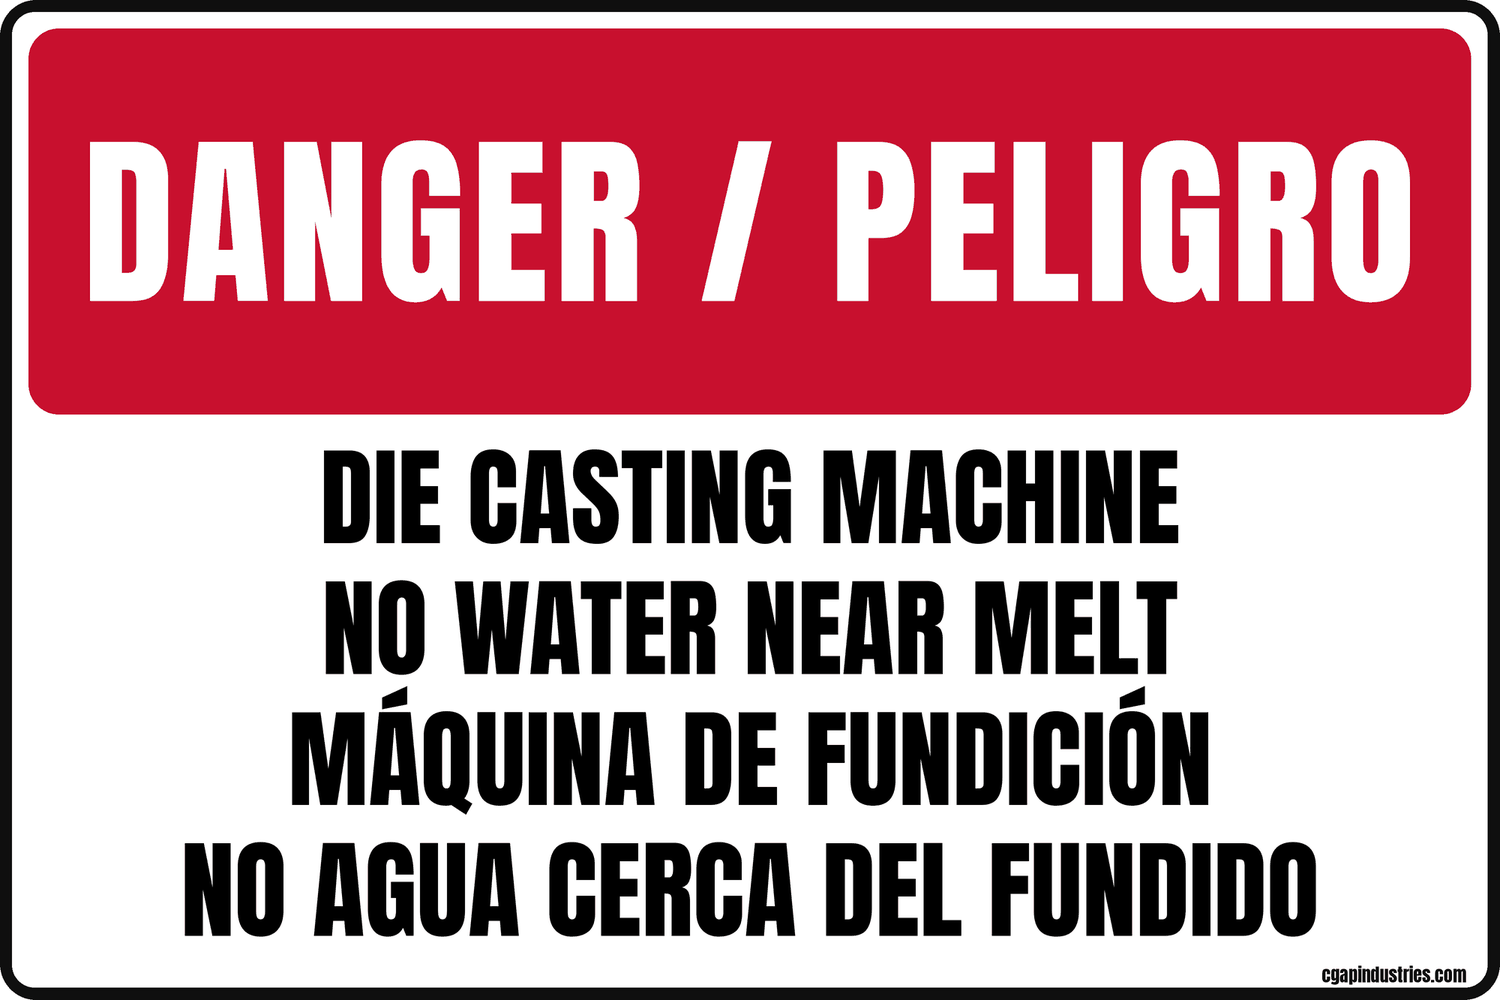 DANGER / PELIGRO
DIE CASTING MACHINE
NO WATER NEAR MELT
MÁQUINA DE FUNDICIÓN
NO AGUA CERCA DEL FUNDIDO
cgapindustries.com